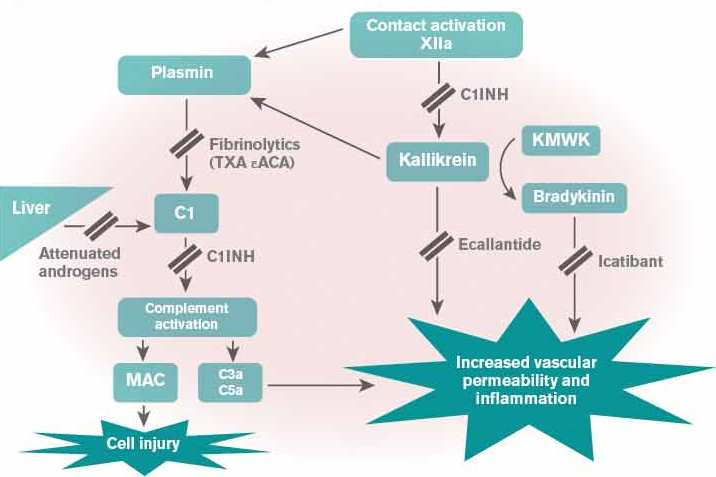 Contact activation
XIIa
Plasmin
C1INH
Fibrinolytics
(TXA εACA)
Kallikrein
KMWK
Bradykinin
Liver
C1
Attenuated
androgens
C1INH
Ecallantide
Icatibant
Complement
activation
MAC
C3a
C5a
Increased vascular
permeability and
inflammation
Cell injury